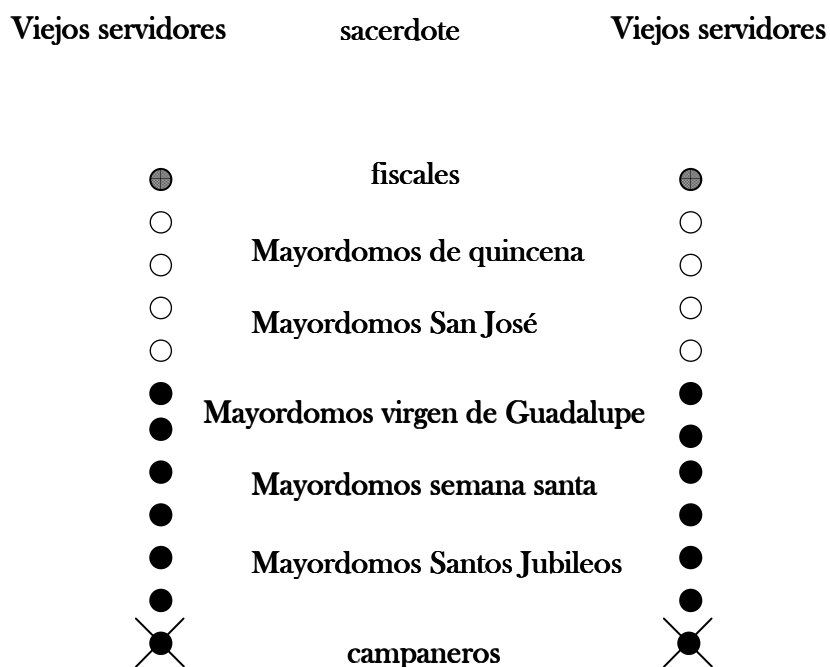 Viejos servidores
sacerdote
Viejos servidores
fiscales
Mayordomos de quincena
Mayordomos San José
Mayordomos virgen de Guadalupe
Mayordomos semana santa
Mayordomos Santos Jubileos
campaneros